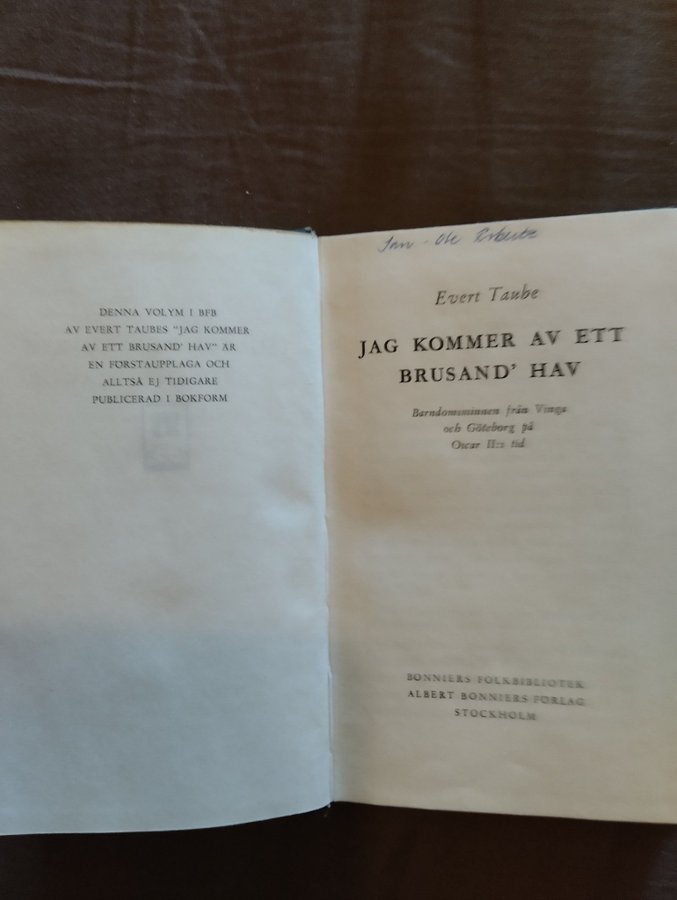 DENNA VOLYM I BFB
AV EVERT TAUBES "JAG KOMMER
AV ETT BRUSAND' HAV" ÄR
EN FÖRSTAUPPLAGA OCH
ALLTSÅ EJ TIDIGARE
PUBLICERAD I BOKFORM
Jan-Ole
Evert Taube
JAG KOMMER AV ETT
BRUSAND' HAV
Barndomsminnen från Vinga
och Göteborg på
Oscar II:s tid
BONNIERS FOLKBIBLIOTEK
ALBERT BONNIERS FÖRLAG
STOCKHOLM